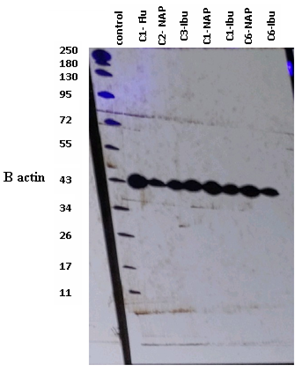 control
C1- Flu
C2- NAP
C3-Ibu
C1-NAP
C1-Ibu
C6-NAP
C6-Ibu
250
180
130
95
72
55
B actin
43
34
26
17
11